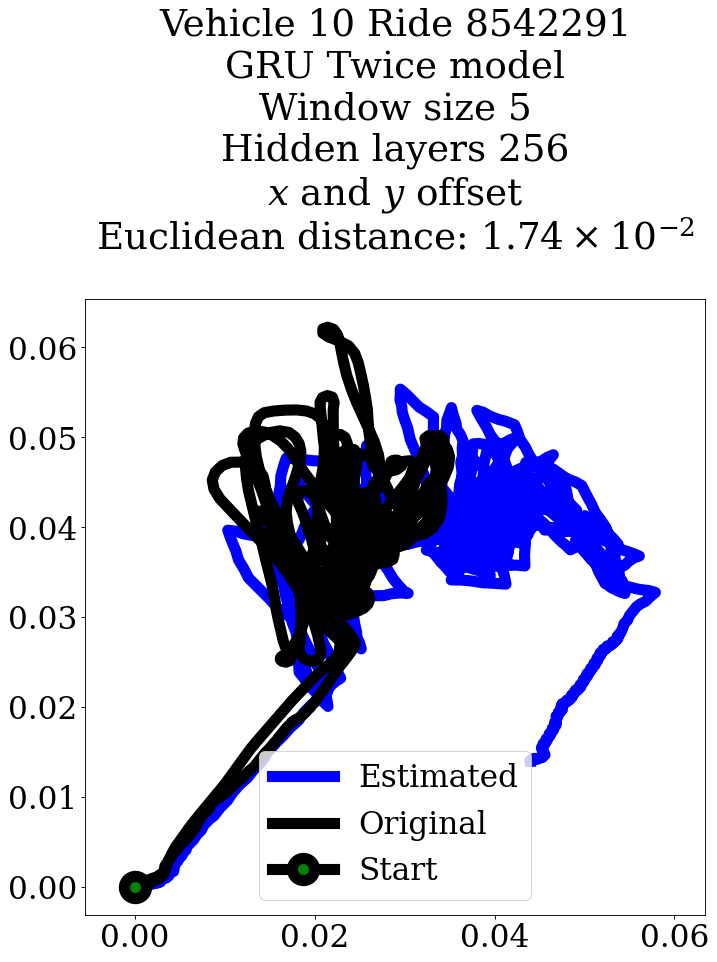 Vehicle 10 Ride 8542291
GRU Twice model
Window size 5
Hidden layers 256
x and y offset
Euclidean distance: 1.74 × 10⁻²
0.06
0.05
0.04
0.03
0.02
0.01
0.00
Estimated
Original
Start
0.00 0.02 0.04 0.06